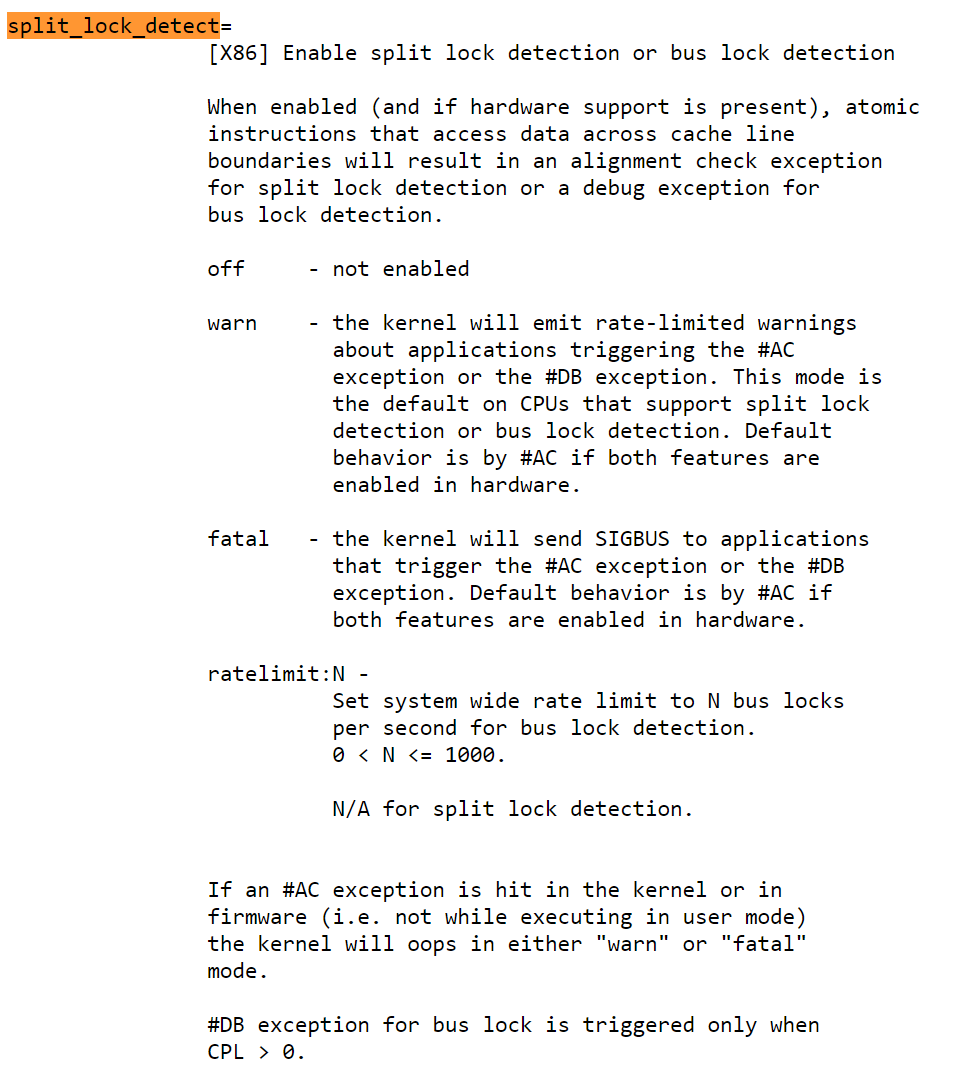 split_lock_detect=
[X86] Enable split lock detection or bus lock detection
When enabled (and if hardware support is present), atomic
instructions that access data across cache line
boundaries will result in an alignment check exception
for split lock detection or a debug exception for
bus lock detection.
off - not enabled
warn - the kernel will emit rate-limited warnings
about applications triggering the #AC
exception or the #DB exception. This mode is
the default on CPUs that support split lock
detection or bus lock detection. Default
behavior is by #AC if both features are
enabled in hardware.
fatal - the kernel will send SIGBUS to applications
that trigger the #AC exception or the #DB
exception. Default behavior is by #AC if
both features are enabled in hardware.
ratelimit:N -
Set system wide rate limit to N bus locks
per second for bus lock detection.
0 < N <= 1000.
N/A for split lock detection.
If an #AC exception is hit in the kernel or in
firmware (i.e. not while executing in user mode)
the kernel will oops in either "warn" or "fatal"
mode.
#DB exception for bus lock is triggered only when
CPL > 0.